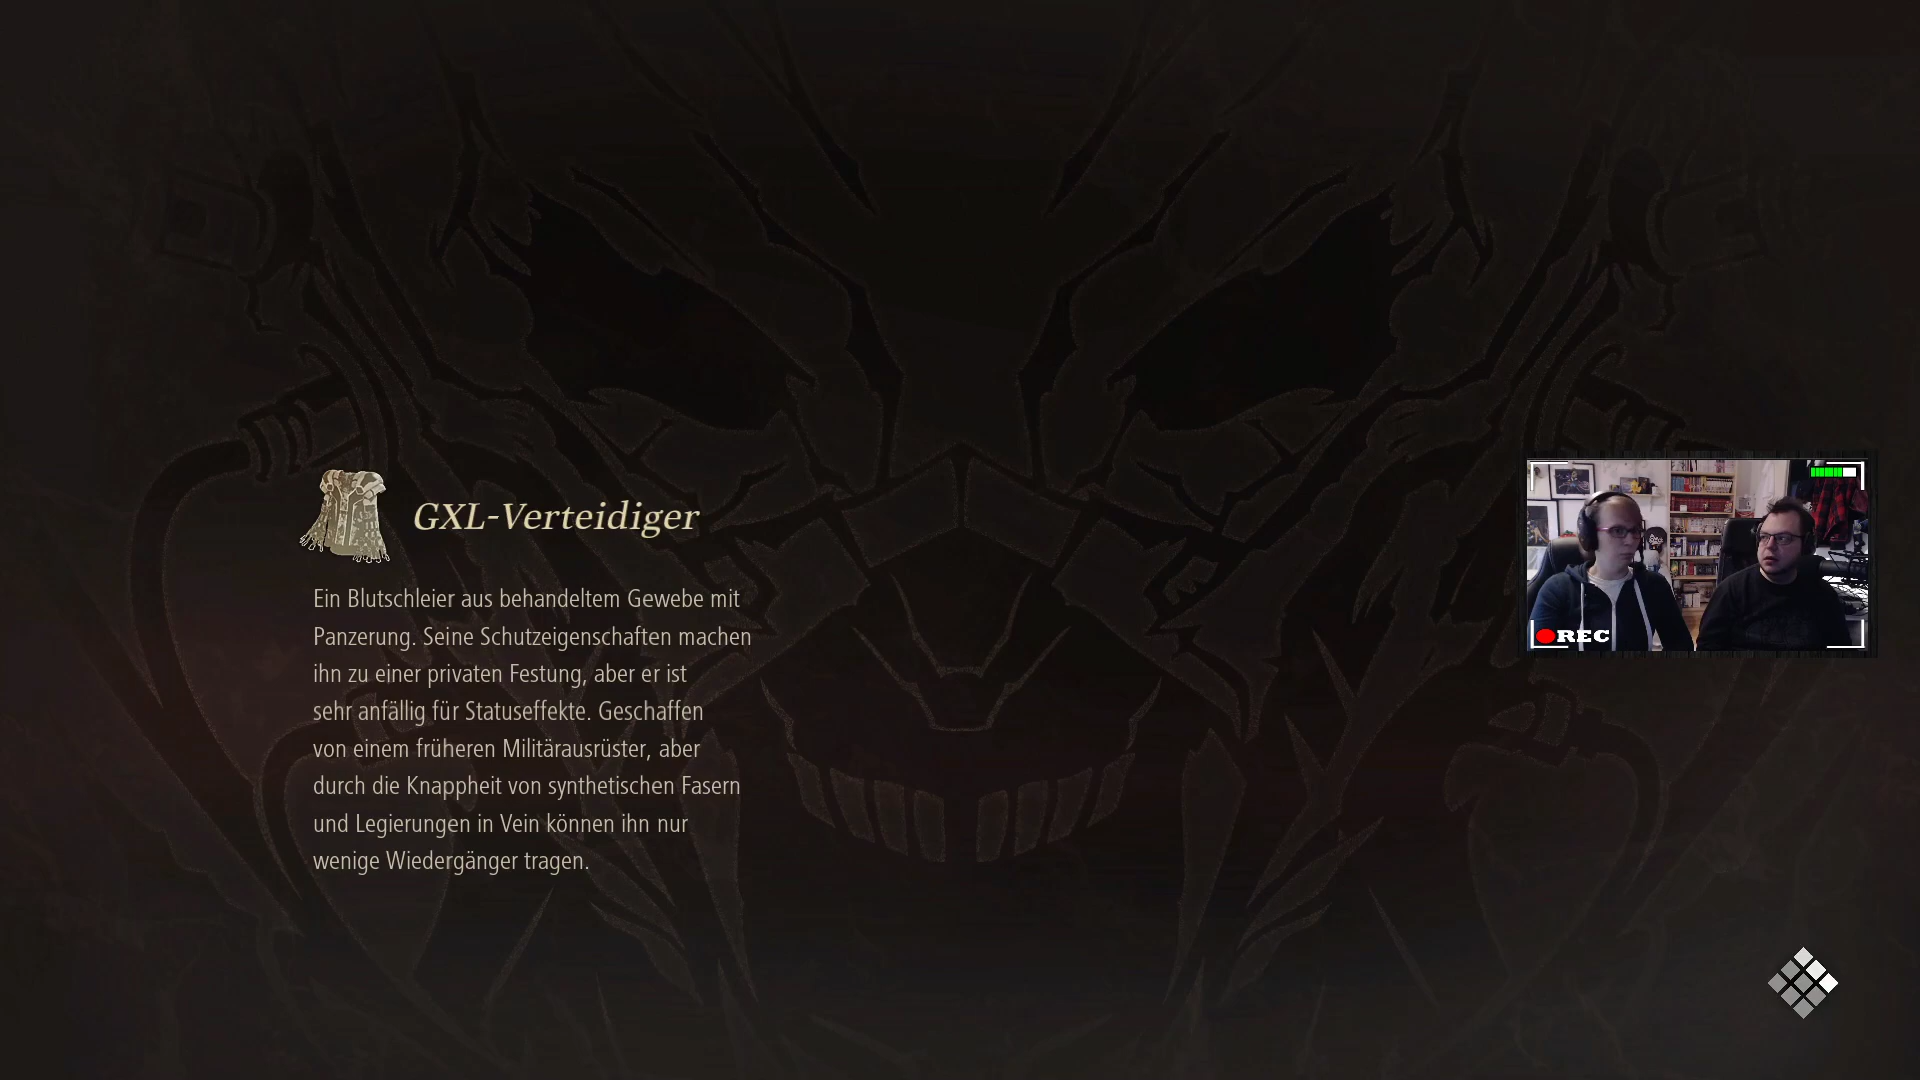 GXL-Verteidiger
Ein Blutschleier aus behandeltem Gewebe mit
Panzerung. Seine Schutzeigenschaften machen
ihn zu einer privaten Festung, aber er ist
sehr anfällig für Statuseffekte. Geschaffen
von einem früheren Militärausrüster, aber
durch die Knappheit von synthetischen Fasern
und Legierungen in Vein können ihn nur
wenige Wiedergänger tragen.
REC